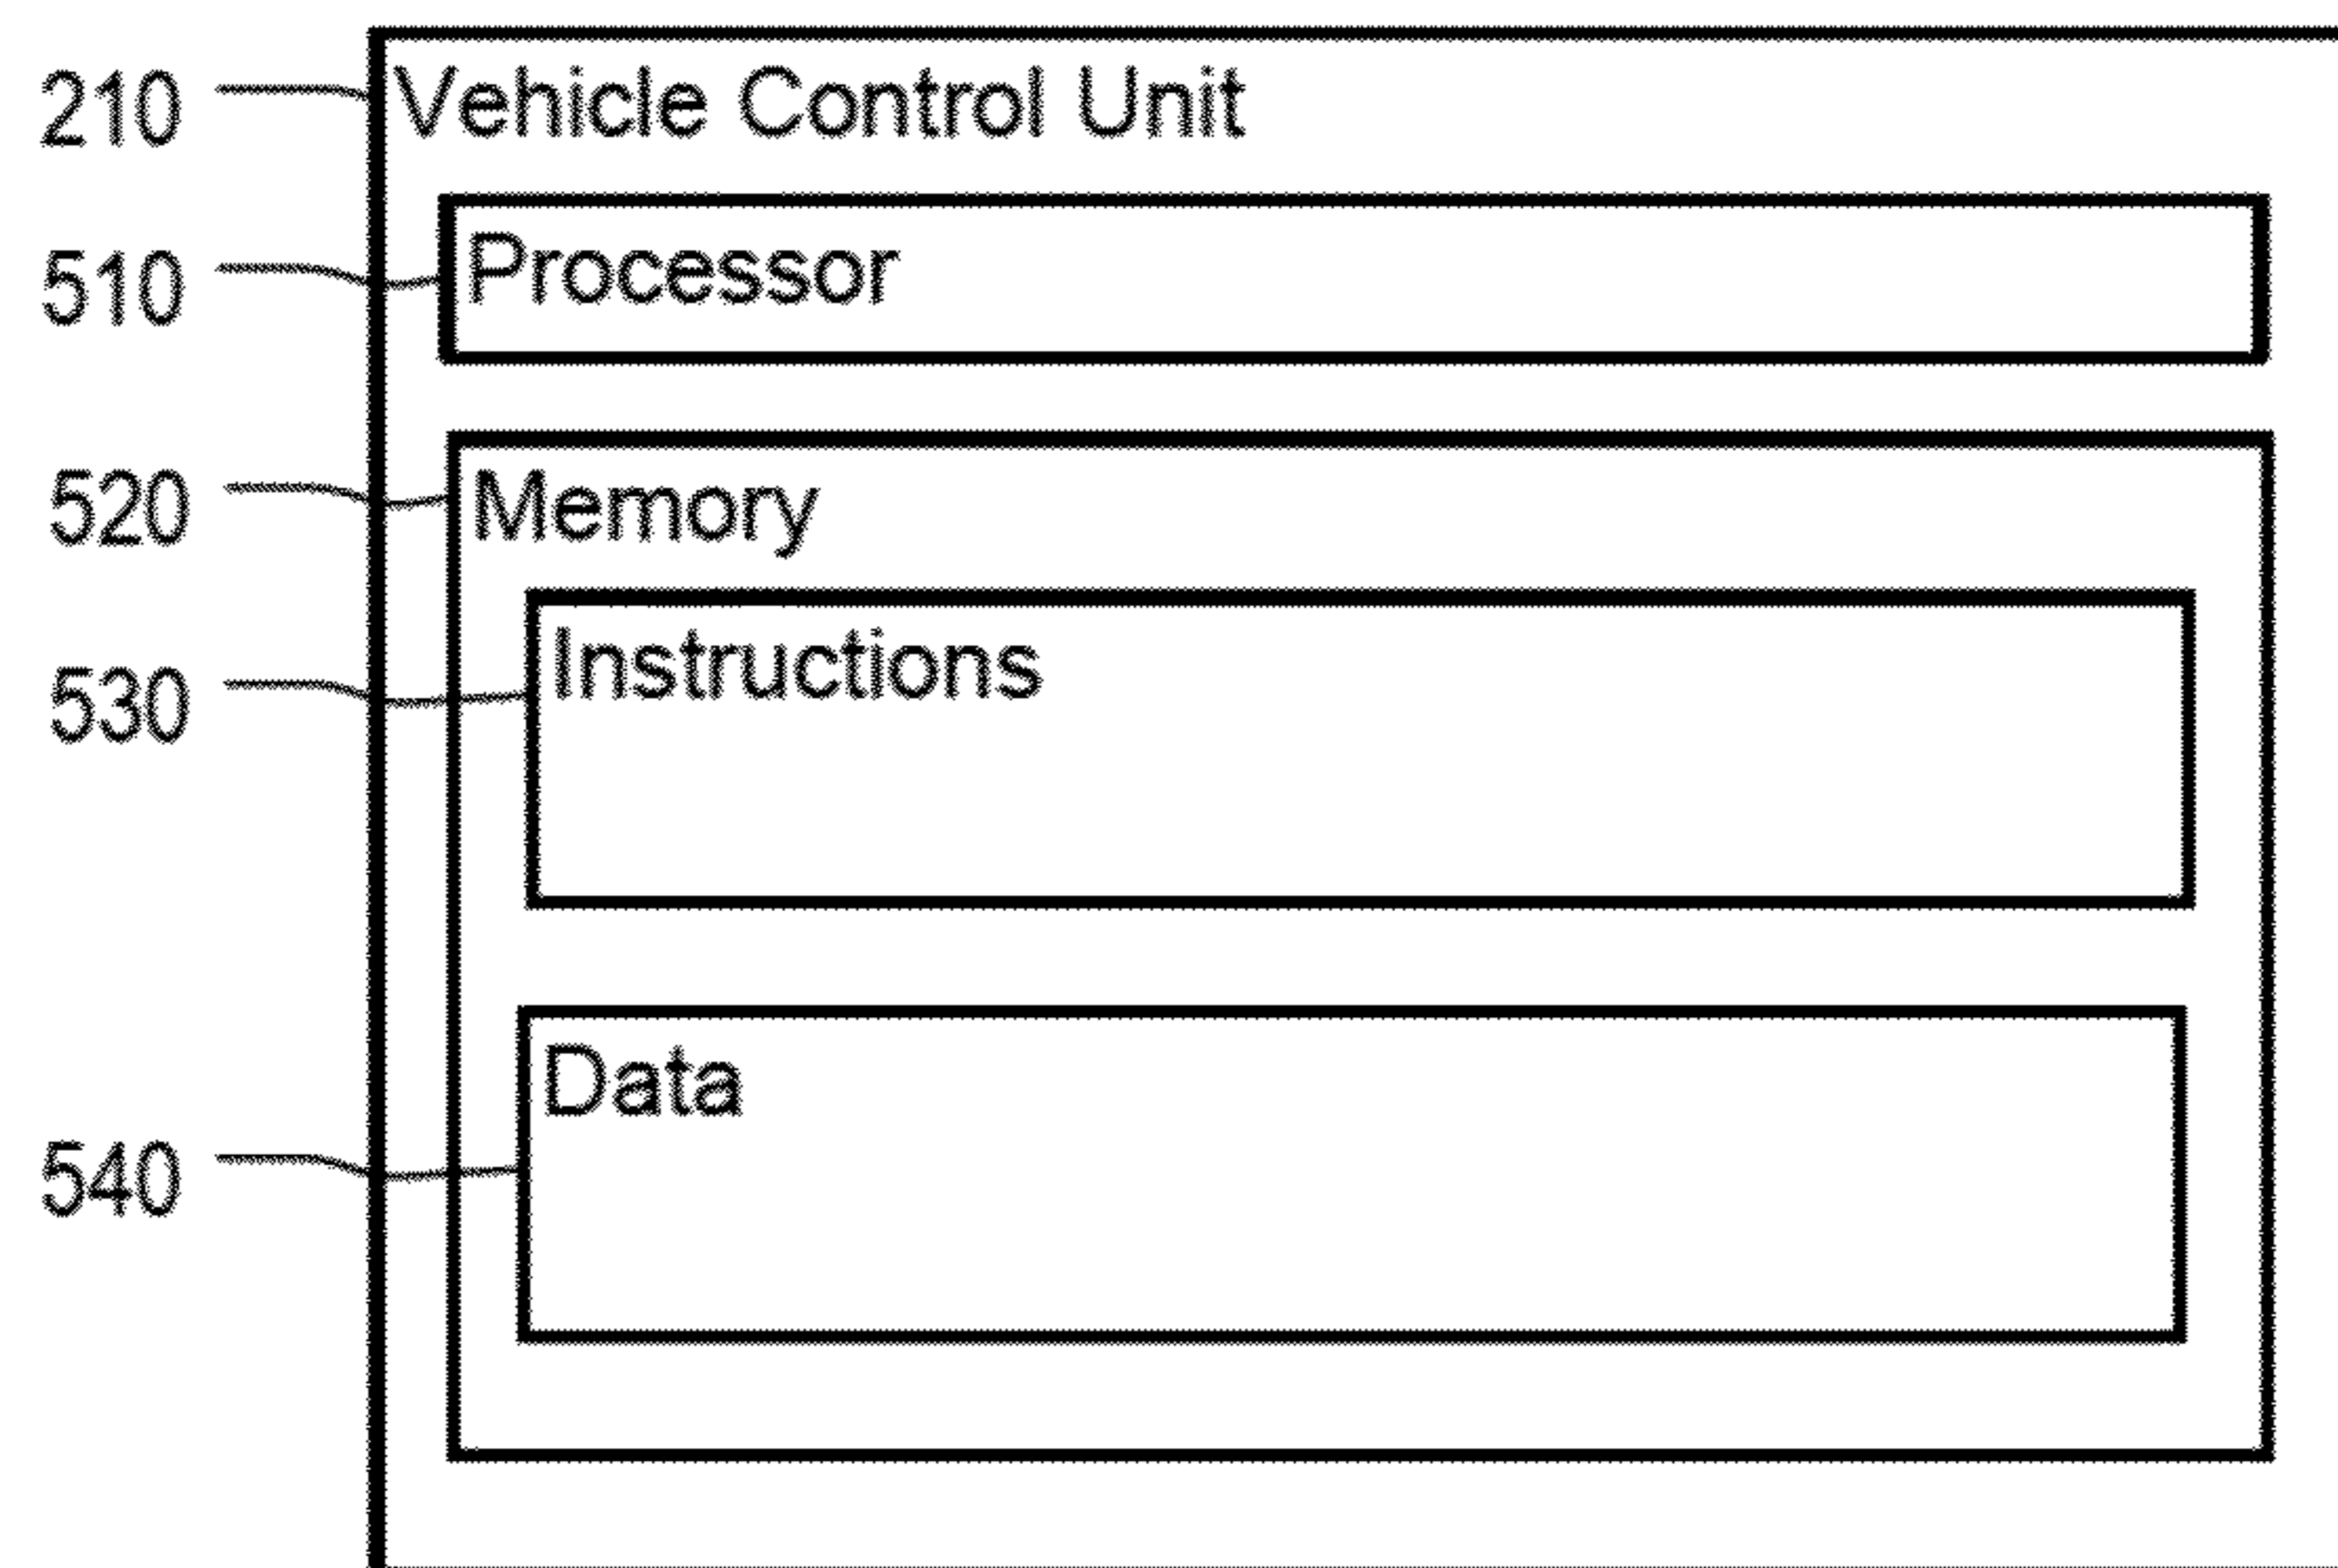 210 Vehicle Control Unit
510 Processor
520 Memory
530 Instructions
540 Data